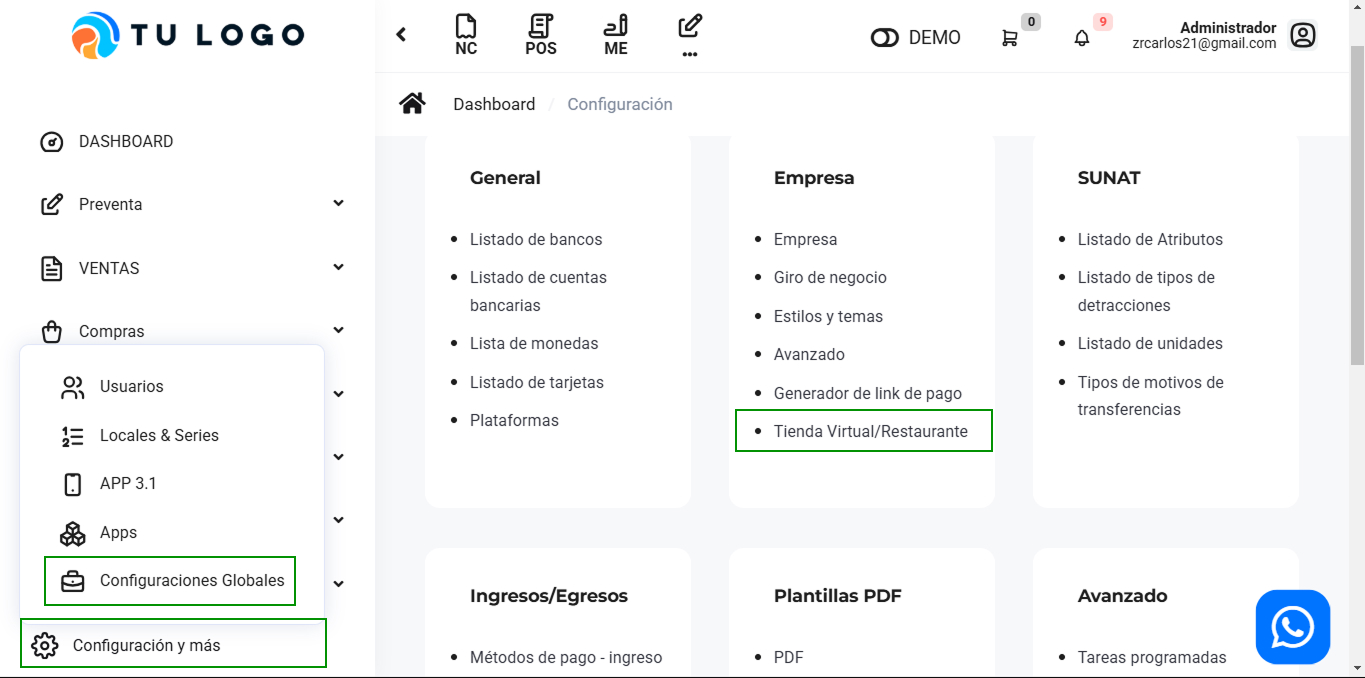 TU LOGO
NC
POS
ME
...
DEMO
0
9
Administrador
zrcarlos21@gmail.com
Dashboard / Configuración
DASHBOARD
Preventa
VENTAS
Compras
Usuarios
Locales & Series
APP 3.1
Apps
Configuraciones Globales
Configuración y más
General
• Listado de bancos
• Listado de cuentas
bancarias
• Lista de monedas
• Listado de tarjetas
• Plataformas
Empresa
• Empresa
• Giro de negocio
• Estilos y temas
• Avanzado
• Generador de link de pago
• Tienda Virtual/Restaurante
SUNAT
• Listado de Atributos
• Listado de tipos de
detracciones
• Listado de unidades
• Tipos de motivos de
transferencias
Ingresos/Egresos
• Métodos de pago - ingreso
Plantillas PDF
• PDF
Avanzado
• Tareas programadas